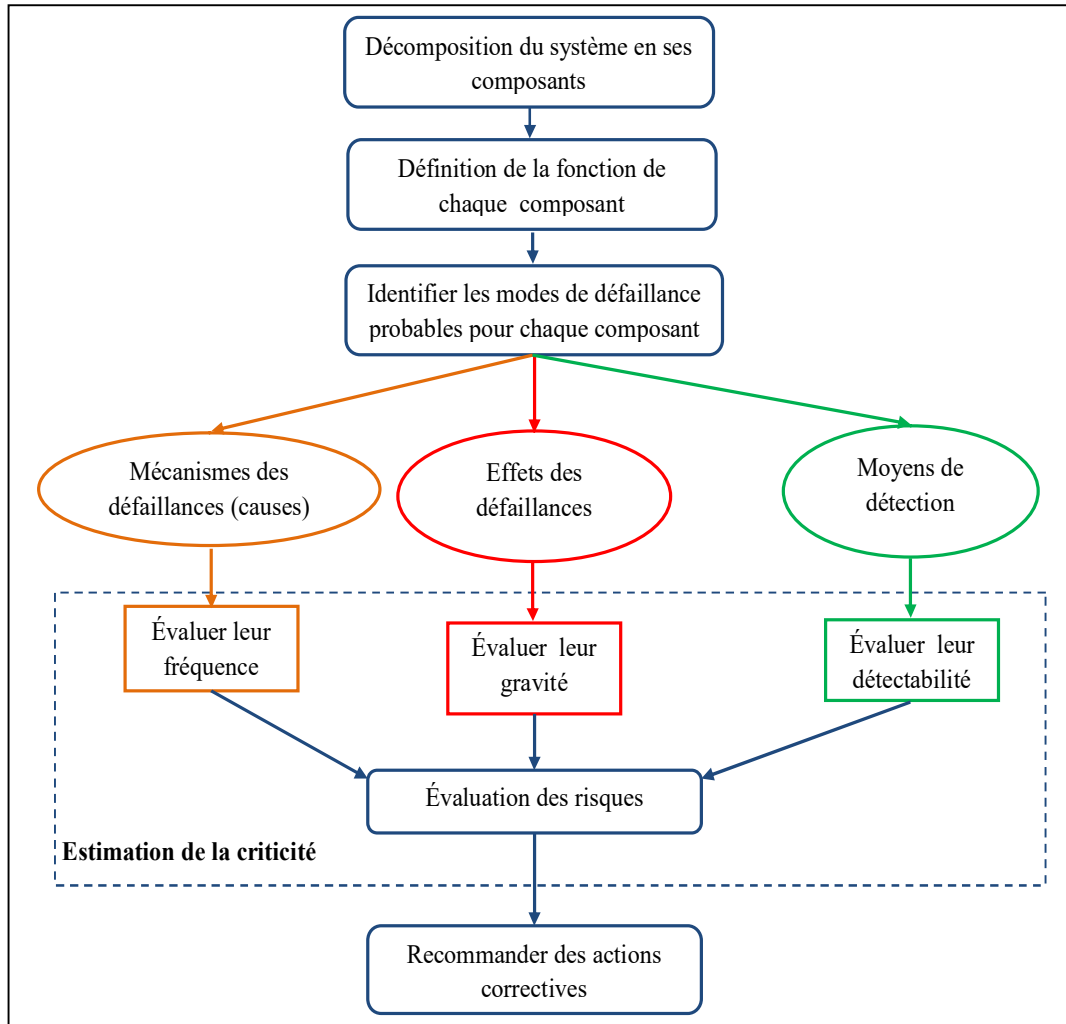 Décomposition du système en ses
composants
Définition de la fonction de
chaque composant
Identifier les modes de défaillance
probables pour chaque composant
Mécanismes des
défaillances (causes)
Effets des
défaillances
Moyens de
détection
Évaluer leur
fréquence
Évaluer leur
gravité
Évaluer leur
détectabilité
Évaluation des risques
Estimation de la criticité
Recommander des actions
correctives